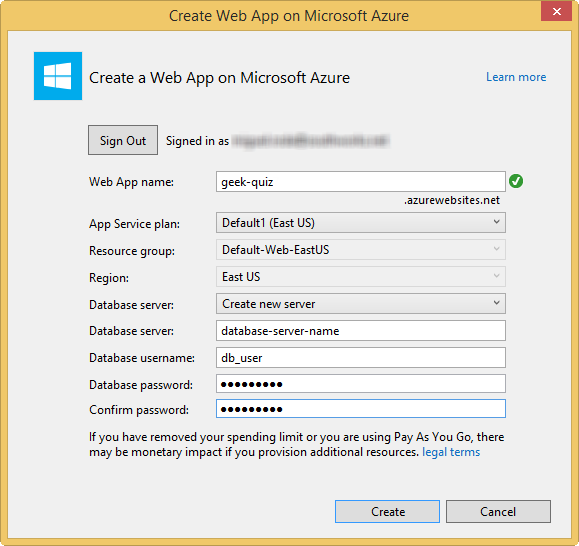 Create Web App on Microsoft Azure
Create a Web App on Microsoft Azure
Learn more
Sign Out Signed in as
Web App name: geek-quiz
.azurewebsites.net
App Service plan: Default1 (East US)
Resource group: Default-Web-EastUS
Region: East US
Database server: Create new server
Database server: database-server-name
Database username: db_user
Database password: ●●●●●●●●●
Confirm password: ●●●●●●●●●
If you have removed your spending limit or you are using Pay As You Go, there
may be monetary impact if you provision additional resources. legal terms
Create Cancel